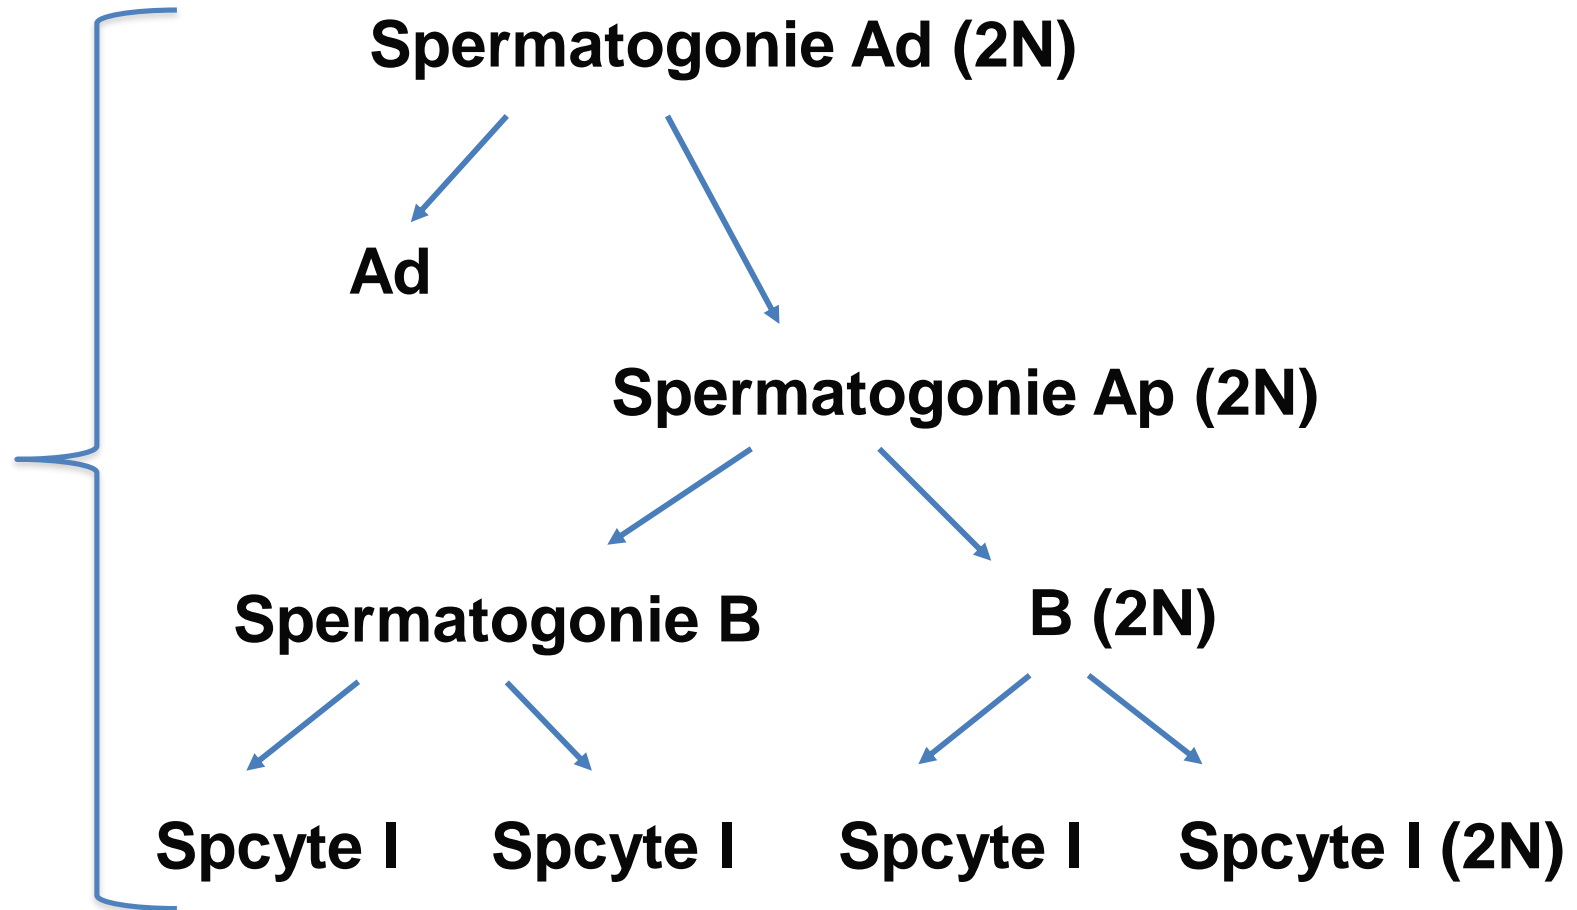 Spermatogonie Ad (2N)
Ad
Spermatogonie Ap (2N)
Spermatogonie B
B (2N)
Spcyte I
Spcyte I
Spcyte I
Spcyte I (2N)